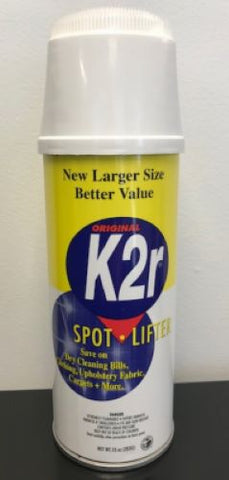 New Larger Size
Better Value
ORIGINAL
K2r
SPOT • LIFTER
Save on
Dry Cleaning Bills,
Clothing, Upholstery Fabric,
Carpets + More..
DANGER